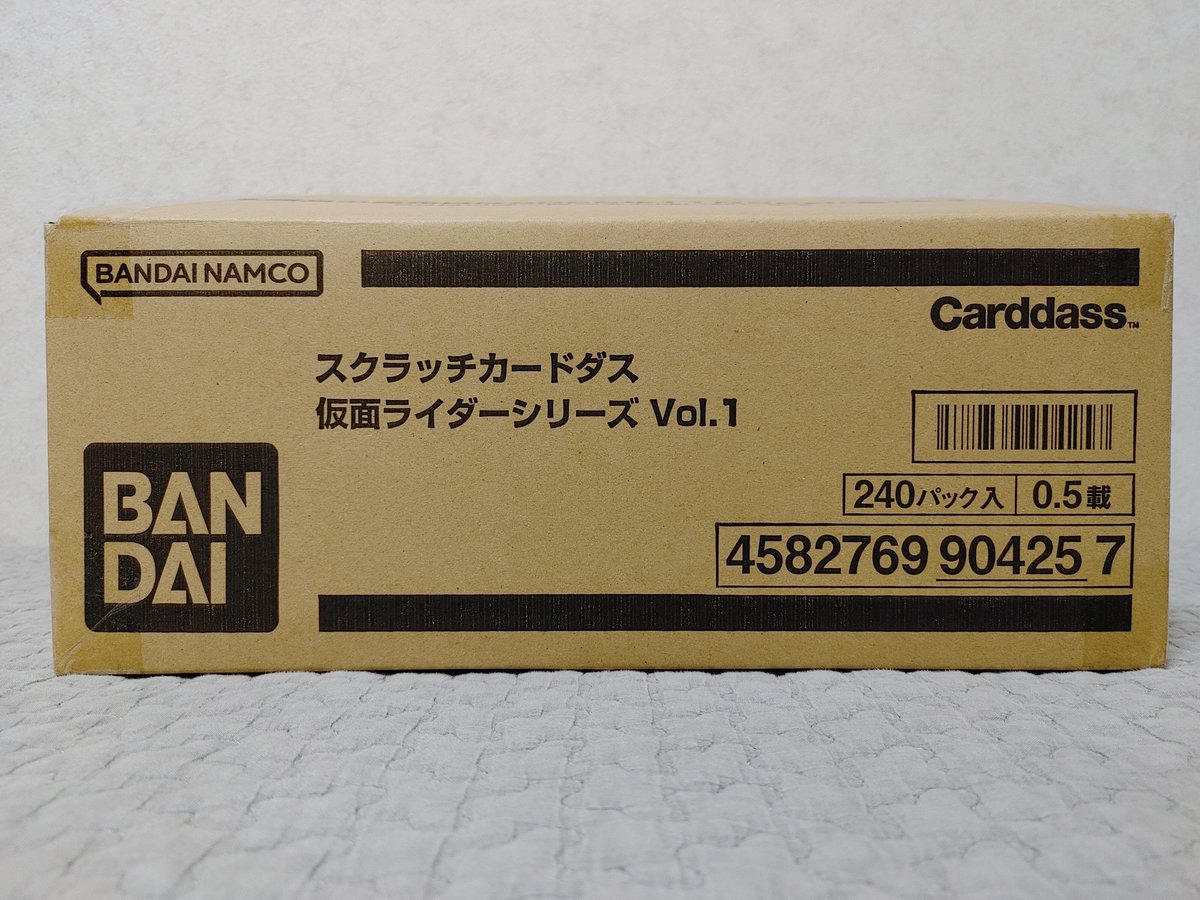 BANDAI NAMCO
Carddass™
スクラッチカードダス
仮面ライダーシリーズ Vol.1
BAN
DAI
240パック入 0.5載
4582769 90425 7